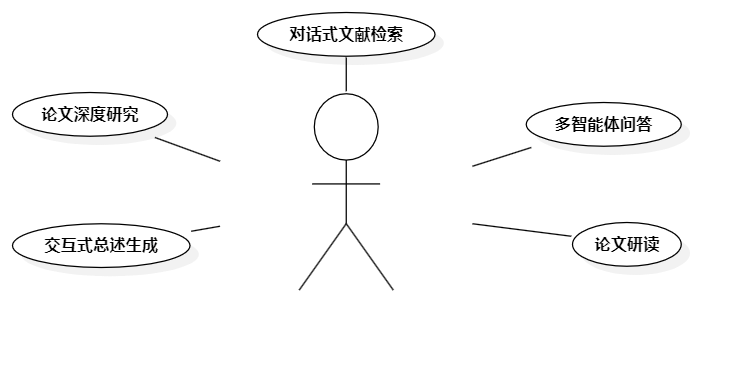 对话式文献检索
论文深度研究
多智能体问答
交互式总述生成
论文研读